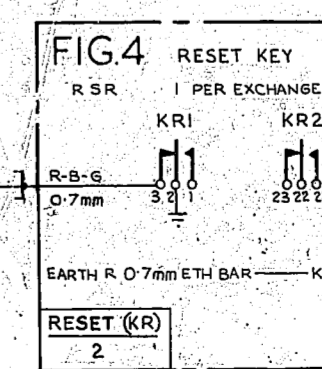 FIG.4 RESET KEY
R S R 1 PER EXCHANGE
KR1 KR2
R-B-G
0.7mm
3 2 1 23 22 2
EARTH R 0.7mm ETH BAR K
RESET (KR)
2